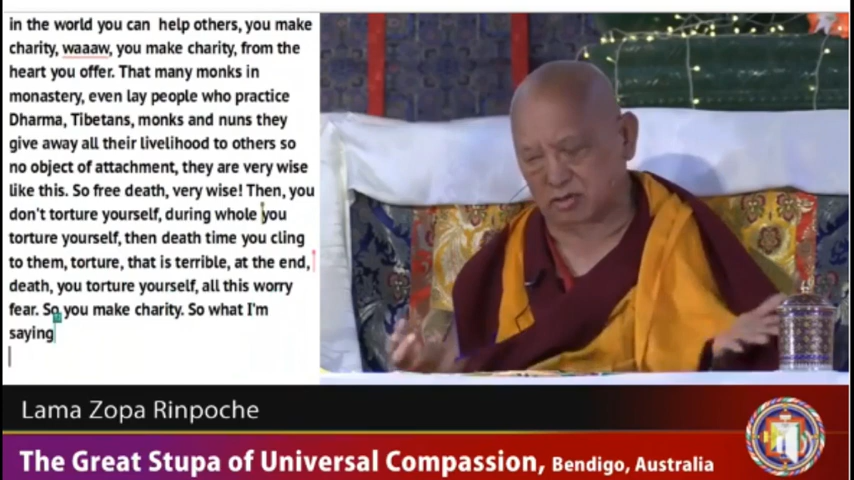 in the world you can help others, you make
charity, waaaw, you make charity, from the
heart you offer. That many monks in
monastery, even lay people who practice
Dharma, Tibetans, monks and nuns they
give away all their livelihood to others so
no object of attachment, they are very wise
like this. So free death, very wise! Then, you
don't torture yourself, during whole you
torture yourself, then death time you cling
to them, torture, that is terrible, at the end,
death, you torture yourself, all this worry
fear. So you make charity. So what I'm
saying
Lama Zopa Rinpoche
The Great Stupa of Universal Compassion, Bendigo, Australia